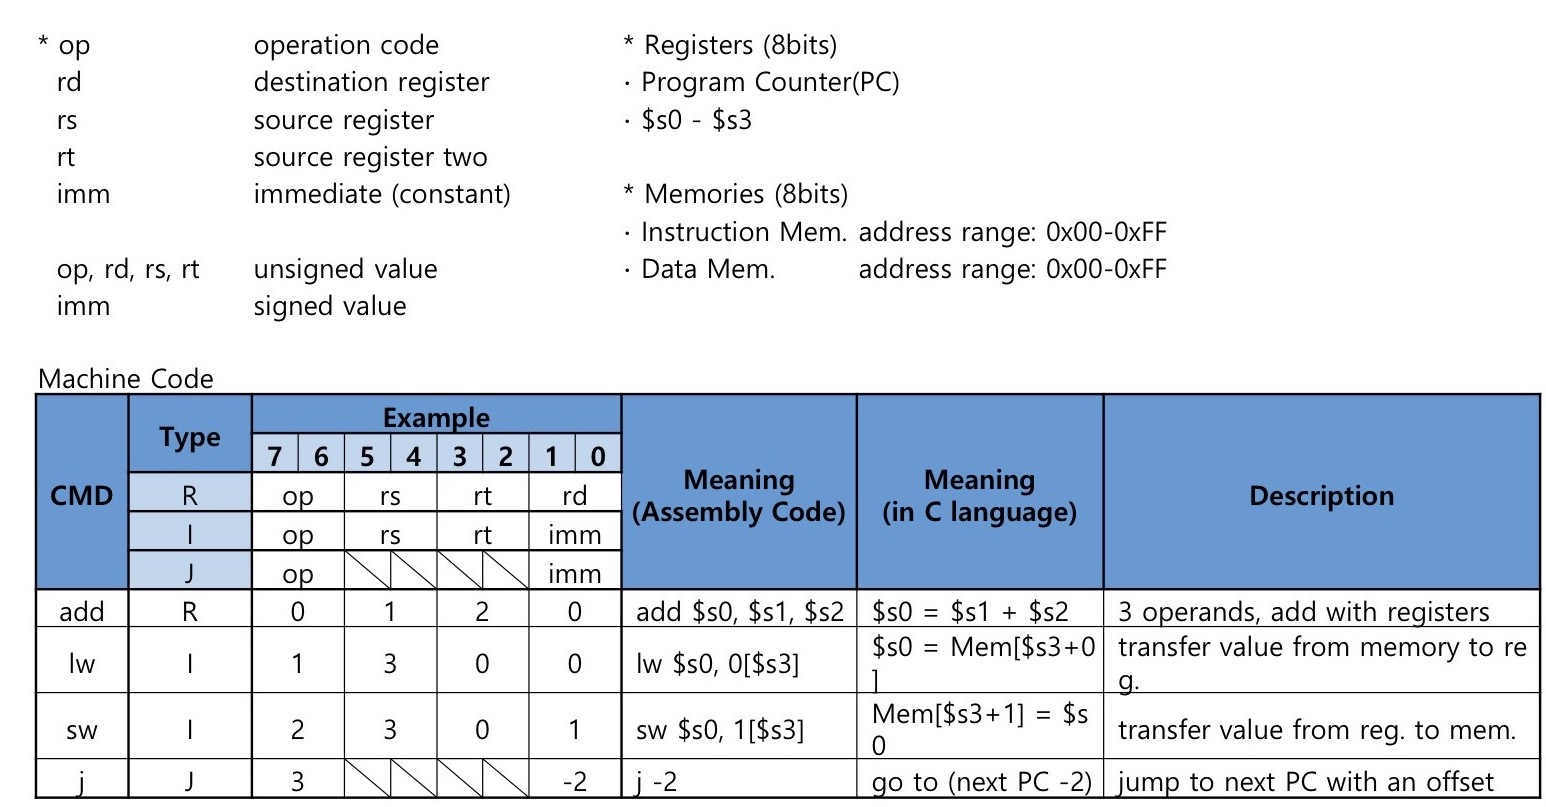 * op operation code * Registers (8bits)
rd destination register · Program Counter(PC)
rs source register · $s0 - $s3
rt source register two
imm immediate (constant) * Memories (8bits)
· Instruction Mem. address range: 0x00-0xFF
op, rd, rs, rt unsigned value · Data Mem. address range: 0x00-0xFF
imm signed value
Machine Code
CMD Type Example Meaning (Assembly Code) Meaning (in C language) Description
7 6 5 4 3 2 1 0
R op rs rt rd
I op rs rt imm
J op imm
add R 0 1 2 0 add $s0, $s1, $s2 $s0 = $s1 + $s2 3 operands, add with registers
lw I 1 3 0 0 lw $s0, 0[$s3] $s0 = Mem[$s3+0 transfer value from memory to re
] g.
sw I 2 3 0 1 sw $s0, 1[$s3] Mem[$s3+1] = $s transfer value from reg. to mem.
0
j J 3 -2 j -2 go to (next PC -2) jump to next PC with an offset